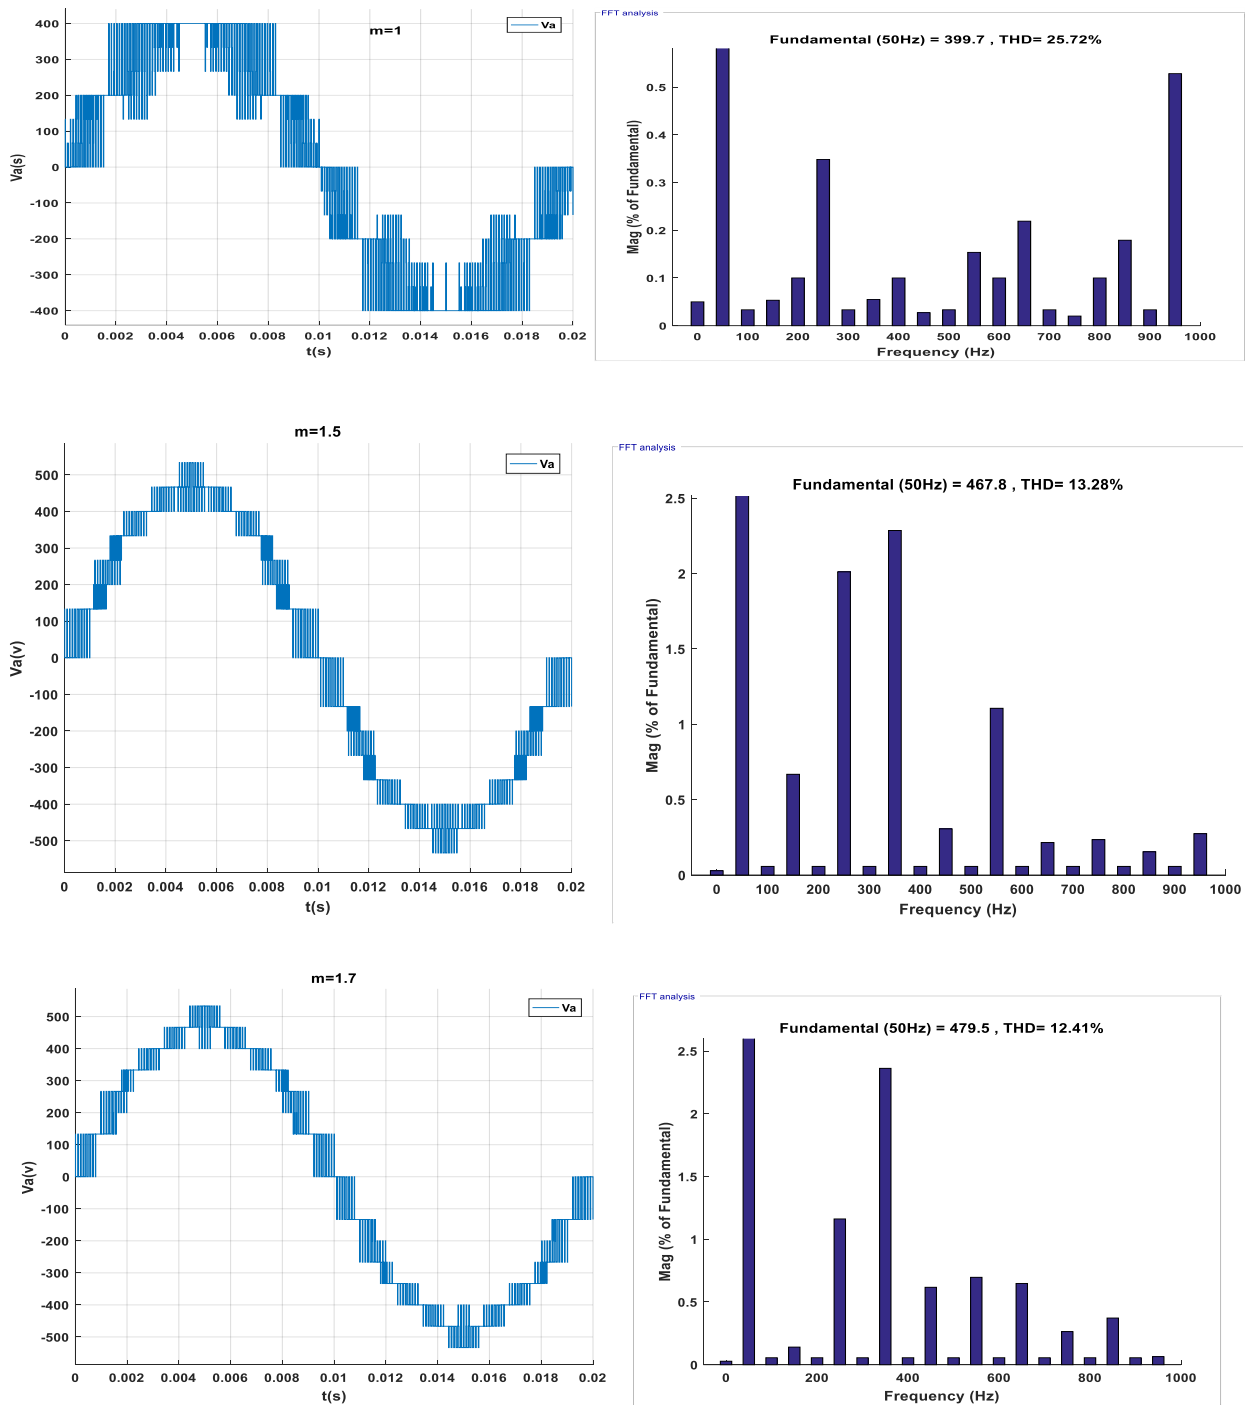 m=1
Va
400
300
200
100
0
-100
-200
-300
-400
Va(s)
0 0.002 0.004 0.006 0.008 0.01 0.012 0.014 0.016 0.018 0.02
t(s)
FFT analysis
Fundamental (50Hz) = 399.7 , THD= 25.72%
0.5
0.4
0.3
0.2
0.1
0
Mag (% of Fundamental)
0 100 200 300 400 500 600 700 800 900 1000
Frequency (Hz)
m=1.5
Va
500
400
300
200
100
0
-100
-200
-300
-400
-500
Va(v)
0 0.002 0.004 0.006 0.008 0.01 0.012 0.014 0.016 0.018 0.02
t(s)
FFT analysis
Fundamental (50Hz) = 467.8 , THD= 13.28%
2.5
2
1.5
1
0.5
0
Mag (% of Fundamental)
0 100 200 300 400 500 600 700 800 900 1000
Frequency (Hz)
m=1.7
Va
500
400
300
200
100
0
-100
-200
-300
-400
-500
Va(v)
0 0.002 0.004 0.006 0.008 0.01 0.012 0.014 0.016 0.018 0.02
t(s)
FFT analysis
Fundamental (50Hz) = 479.5 , THD= 12.41%
2.5
2
1.5
1
0.5
0
Mag (% of Fundamental)
0 200 400 600 800 1000
Frequency (Hz)